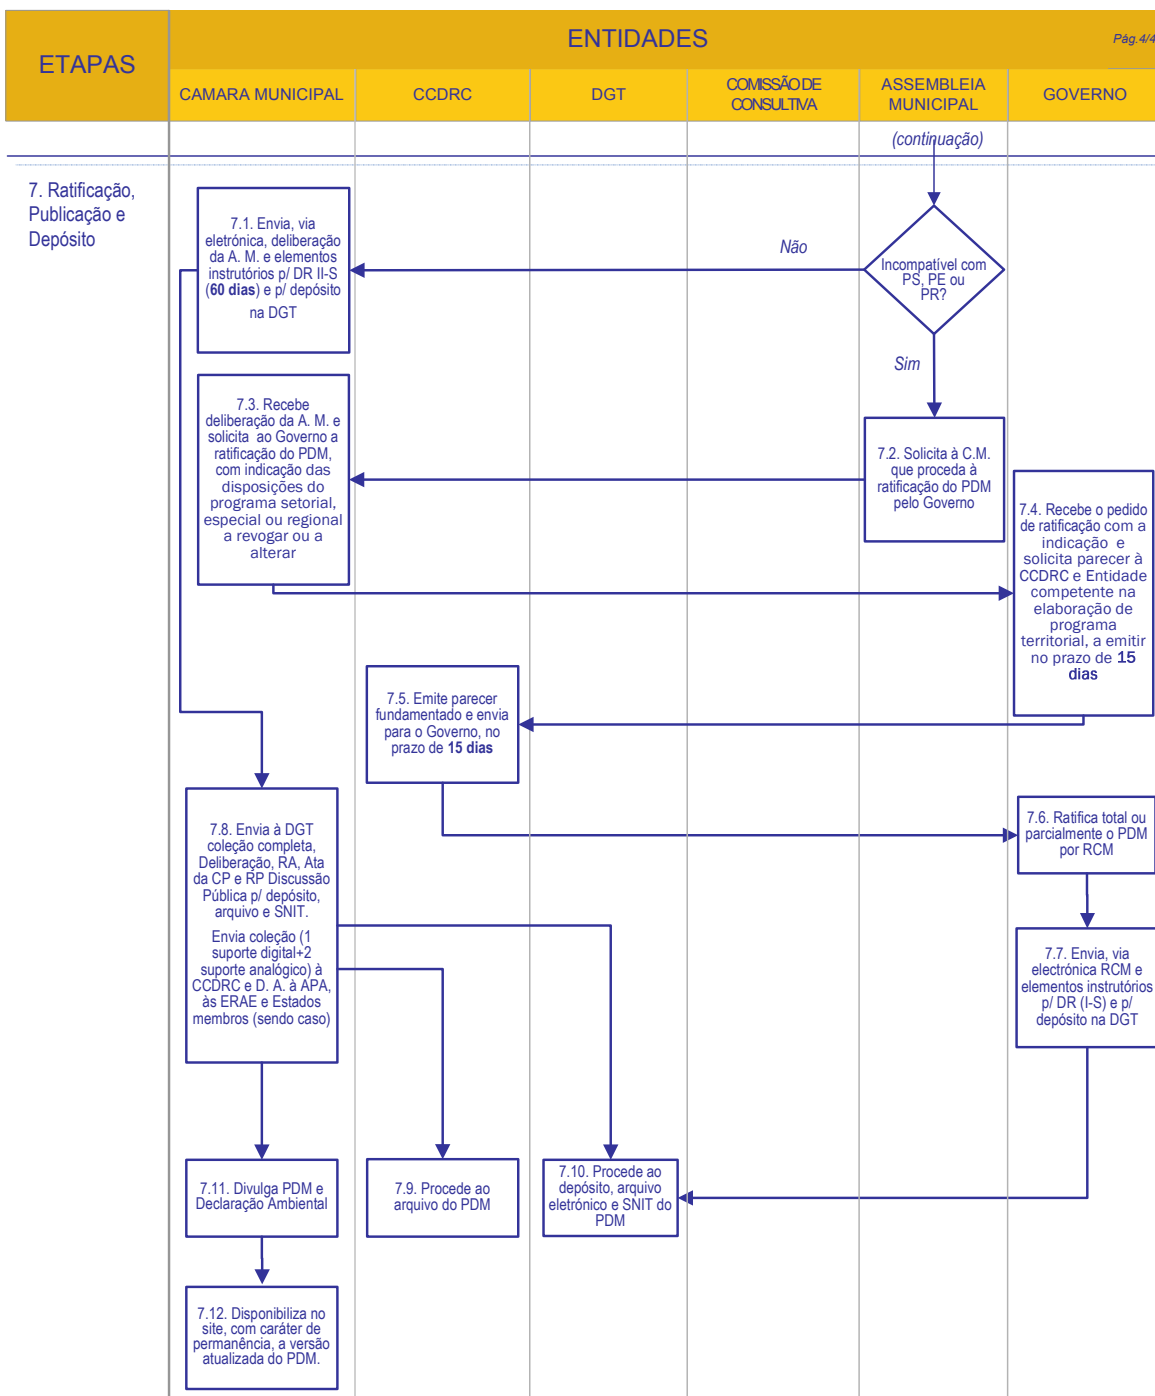 ETAPAS
ENTIDADES
Pág.4/4
CAMARA MUNICIPAL
CCDRC
DGT
COMISSÃO DE
CONSULTIVA
ASSEMBLEIA
MUNICIPAL
GOVERNO
(continuação)
7. Ratificação,
Publicação e
Depósito
7.1. Envia, via
eletrónica, deliberação
da A. M. e elementos
instrutórios p/ DR II-S
(60 dias) e p/ depósito
na DGT
Não
Incompatível com
PS, PE ou
PR?
Sim
7.3. Recebe
deliberação da A. M. e
solicita ao Governo a
ratificação do PDM,
com indicação das
disposições do
programa setorial,
especial ou regional
a revogar ou a
alterar
7.2. Solicita à C.M.
que proceda à
ratificação do PDM
pelo Governo
7.4. Recebe o pedido
de ratificação com a
indicação e
solicita parecer à
CCDRC e Entidade
competente na
elaboração de
programa
territorial, a emitir
no prazo de 15
dias
7.5. Emite parecer
fundamentado e envia
para o Governo, no
prazo de 15 dias
7.6. Ratifica total ou
parcialmente o PDM
por RCM
7.8. Envia à DGT
coleção completa,
Deliberação, RA, Ata
da CP e RP Discussão
Pública p/ depósito,
arquivo e SNIT.
Envia coleção (1
suporte digital+2
suporte analógico) à
CCDRC e D. A. à APA,
às ERAE e Estados
membros (sendo caso)
7.7. Envia, via
electrónica RCM e
elementos instrutórios
p/ DR (I-S) e p/
depósito na DGT
7.11. Divulga PDM e
Declaração Ambiental
7.9. Procede ao
arquivo do PDM
7.10. Procede ao
depósito, arquivo
eletrónico e SNIT do
PDM
7.12. Disponibiliza no
site, com caráter de
permanência, a versão
atualizada do PDM.